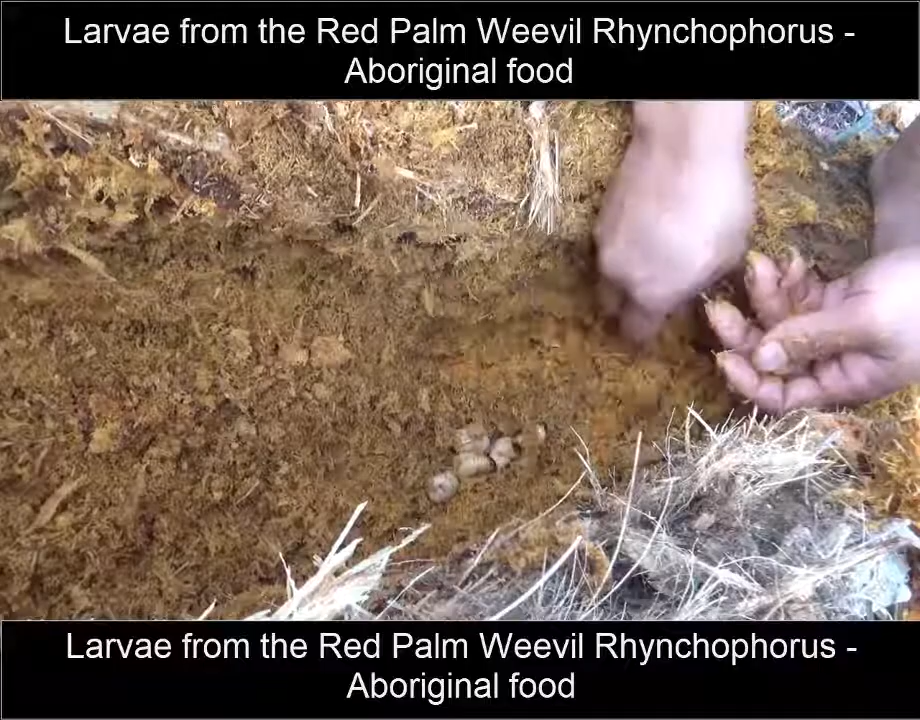 Larvae from the Red Palm Weevil Rhynchophorus -
Aboriginal food
Larvae from the Red Palm Weevil Rhynchophorus -
Aboriginal food